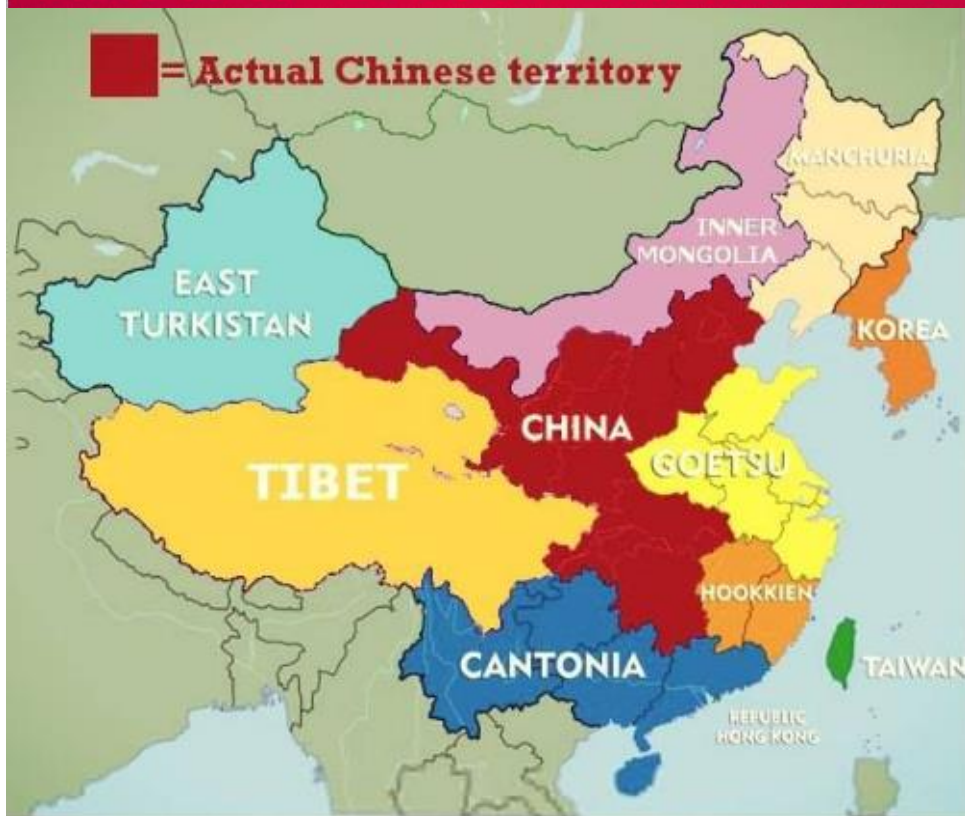 = Actual Chinese territory
MANCHURIA
INNER
MONGOLIA
EAST
TURKISTAN
KOREA
CHINA
GOETSU
TIBET
HOOKKIEN
CANTONIA
TAIWAN
REPUBLIC
HONG KONG